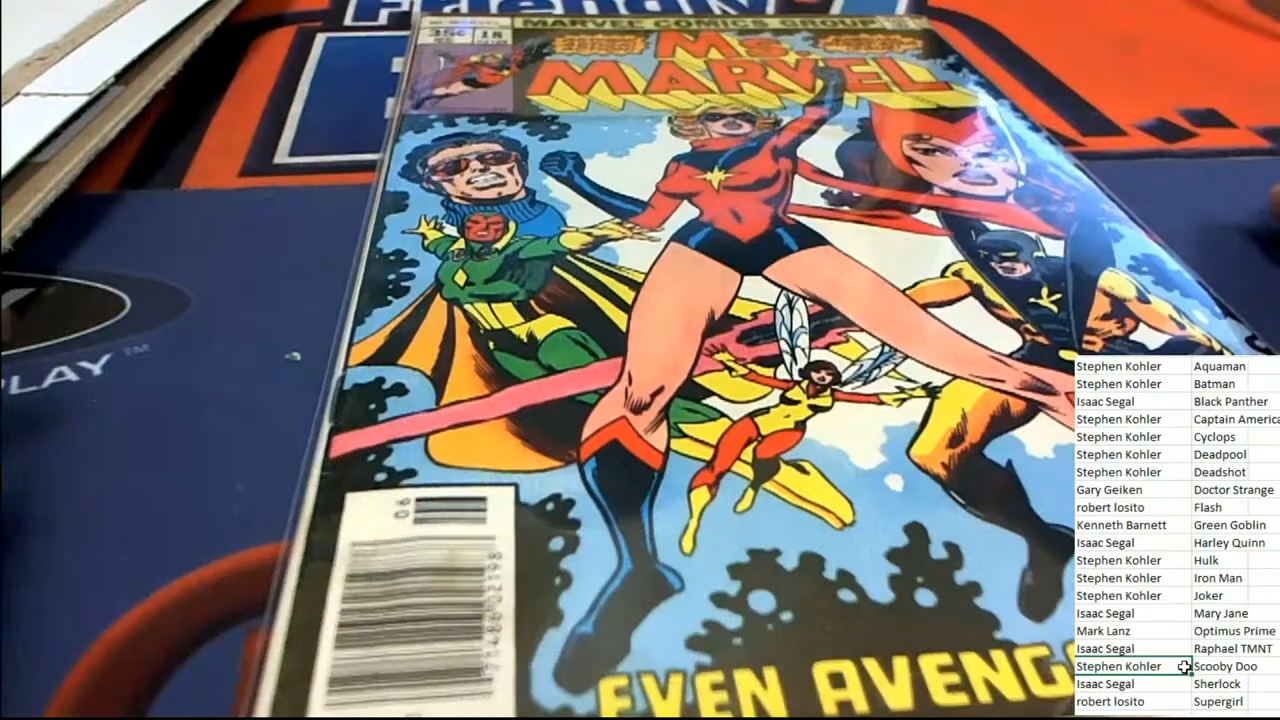 Friendly
MARVEL COMICS GROUP
35¢ 18
Ms.
MARVEL
PLAY™
06
EVEN AVENG
Stephen Kohler Aquaman
Stephen Kohler Batman
Isaac Segal Black Panther
Stephen Kohler Captain America
Stephen Kohler Cyclops
Stephen Kohler Deadpool
Stephen Kohler Deadshot
Gary Geiken Doctor Strange
robert losito Flash
Kenneth Barnett Green Goblin
Isaac Segal Harley Quinn
Stephen Kohler Hulk
Stephen Kohler Iron Man
Stephen Kohler Joker
Isaac Segal Mary Jane
Mark Lanz Optimus Prime
Isaac Segal Raphael TMNT
Stephen Kohler Scooby Doo
Isaac Segal Sherlock
robert losito Supergirl